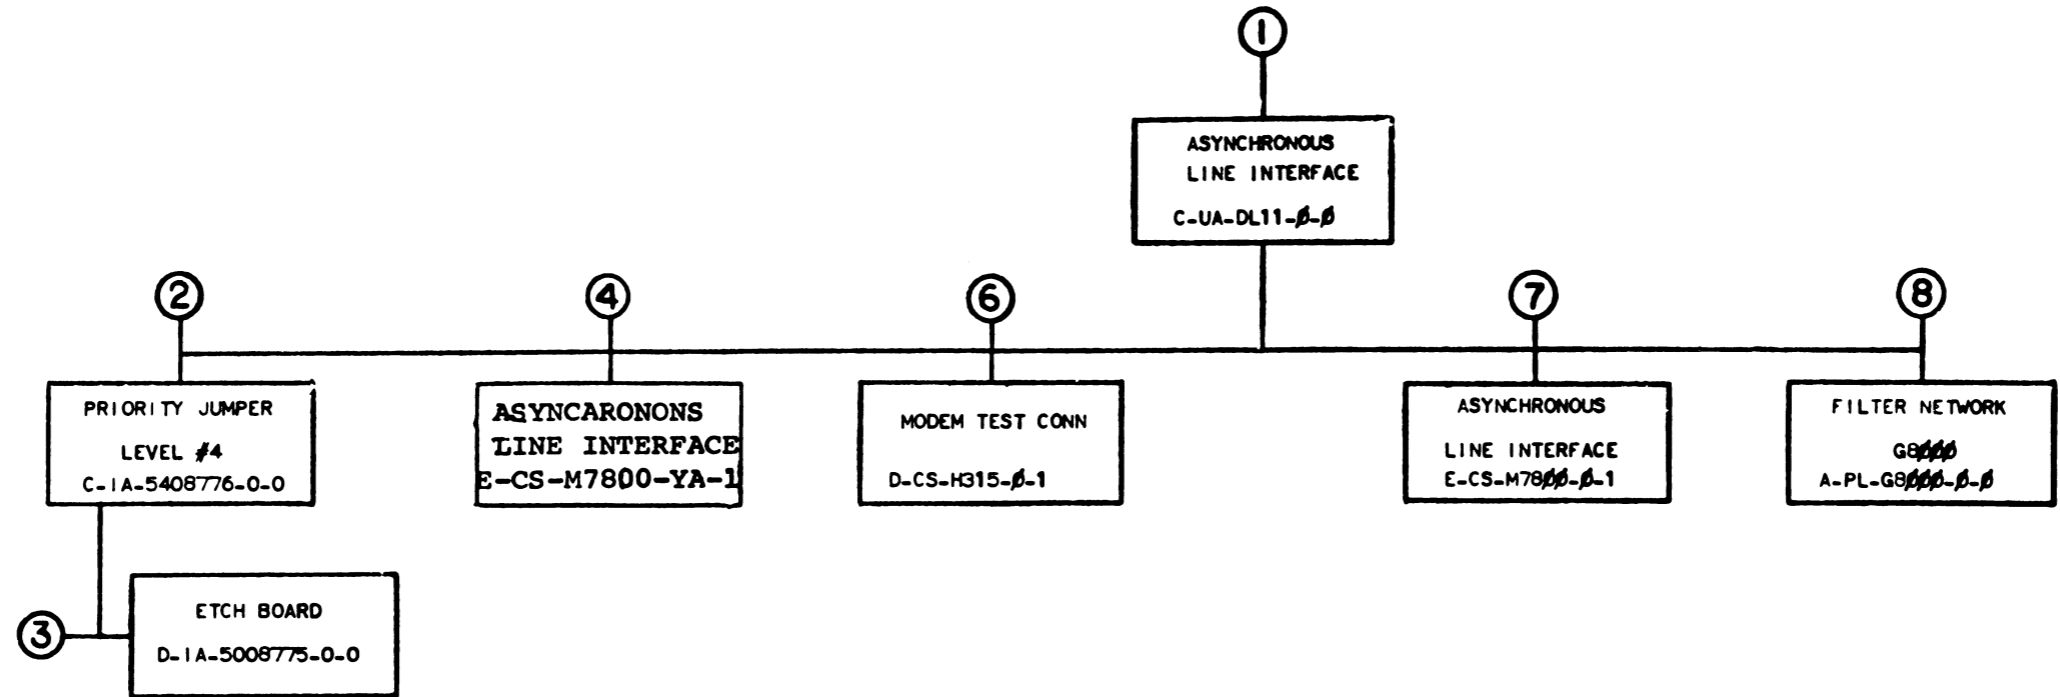 1
ASYNCHRONOUS
LINE INTERFACE
C-UA-DL11-Ø-Ø
2
4
6
7
8
PRIORITY JUMPER
LEVEL #4
C-IA-5408776-0-0
ASYNCARONONS
LINE INTERFACE
E-CS-M7800-YA-1
MODEM TEST CONN
D-CS-H315-Ø-1
ASYNCHRONOUS
LINE INTERFACE
E-CS-M78ØØ-Ø-1
FILTER NETWORK
G8ØØØ
A-PL-G8ØØØ-Ø-Ø
3
ETCH BOARD
D-IA-5008775-0-0